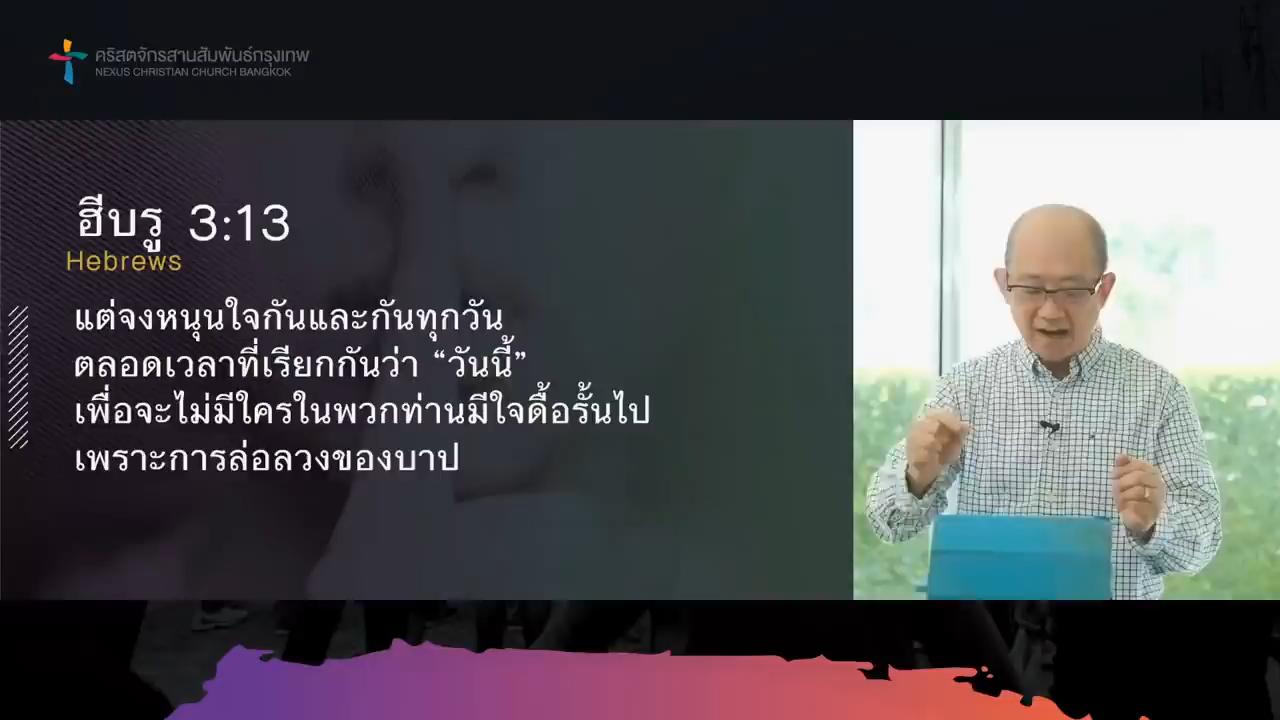 คริสตจักรสานสัมพันธ์กรุงเทพ
NEXUS CHRISTIAN CHURCH BANGKOK
ฮีบรู 3:13
Hebrews
แต่จงหนุนใจกันและกันทุกวัน
ตลอดเวลาที่เรียกกันว่า “วันนี้”
เพื่อจะไม่มีใครในพวกท่านมีใจดื้อรั้นไป
เพราะการล่อลวงของบาป